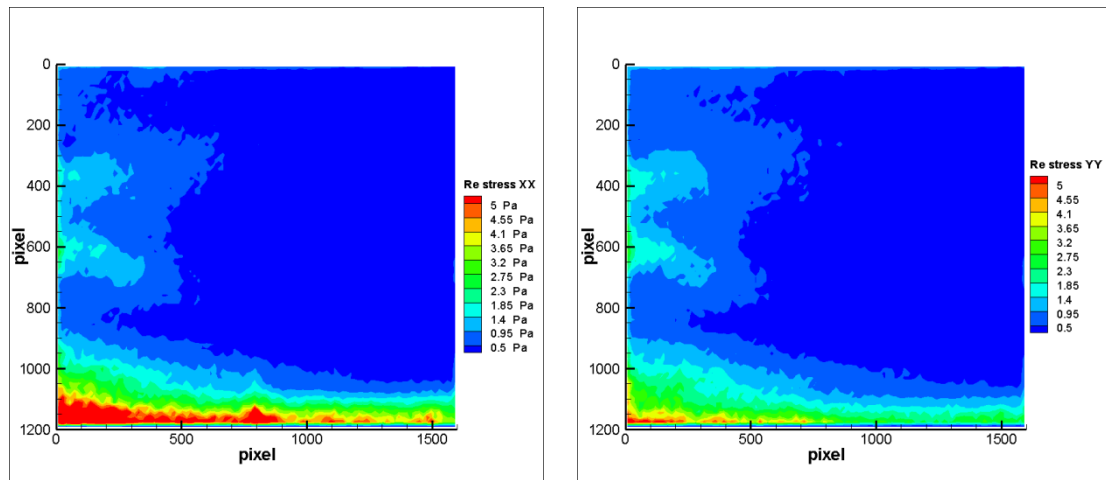 0
200
400
600
800
1000
1200
pixel
0
500
1000
1500
pixel
Re stress XX
5 Pa
4.55 Pa
4.1 Pa
3.65 Pa
3.2 Pa
2.75 Pa
2.3 Pa
1.85 Pa
1.4 Pa
0.95 Pa
0.5 Pa
0
200
400
600
800
1000
1200
pixel
0
500
1000
1500
pixel
Re stress YY
5
4.55
4.1
3.65
3.2
2.75
2.3
1.85
1.4
0.95
0.5